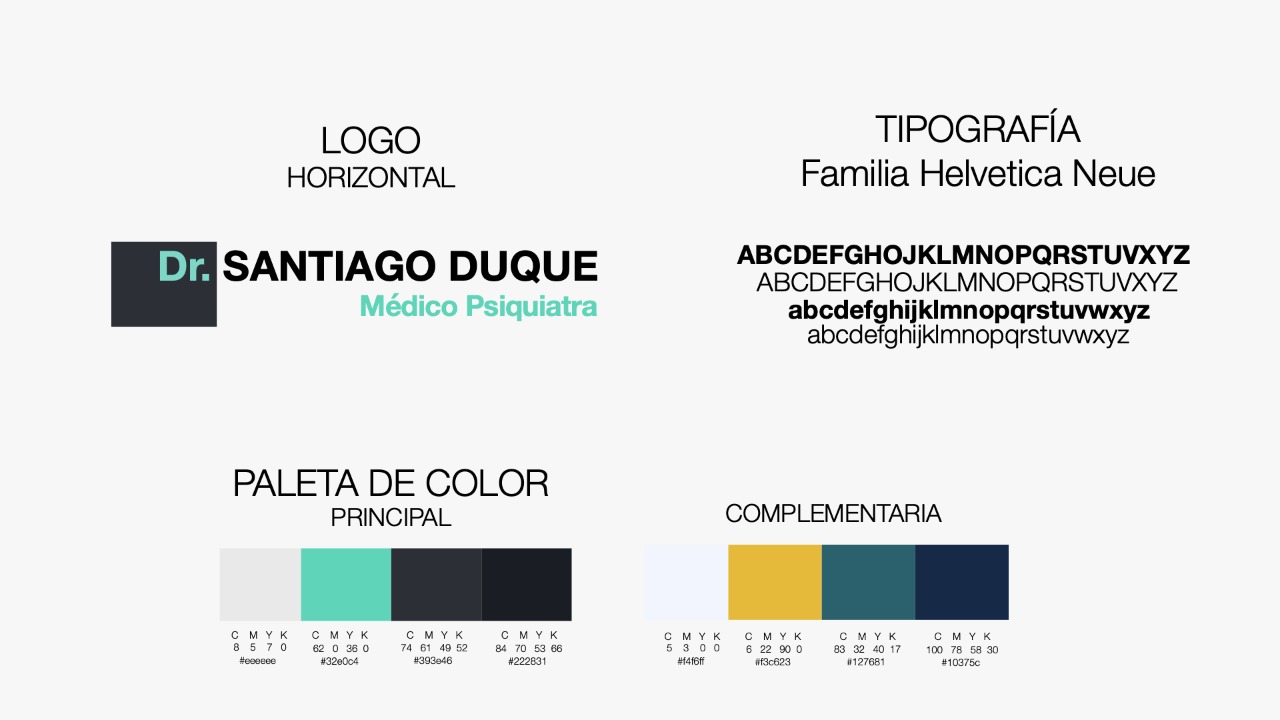 LOGO
HORIZONTAL
Dr. SANTIAGO DUQUE
Médico Psiquiatra
TIPOGRAFÍA
Familia Helvetica Neue
ABCDEFGHOJKLMNOPQRSTUVXYZ
ABCDEFGHOJKLMNOPQRSTUVXYZ
abcdefghijklmnopqrstuvwxyz
abcdefghijklmnopqrstuvwxyz
PALETA DE COLOR
PRINCIPAL
C M Y K
8 5 7 0
#eeeeee
C M Y K
62 0 36 0
#32e0c4
C M Y K
74 61 49 52
#393e46
C M Y K
84 70 53 66
#222831
COMPLEMENTARIA
C M Y K
5 3 0 0
#f4f6ff
C M Y K
6 22 90 0
#f3c623
C M Y K
83 32 40 17
#127681
C M Y K
100 78 58 30
#10375c